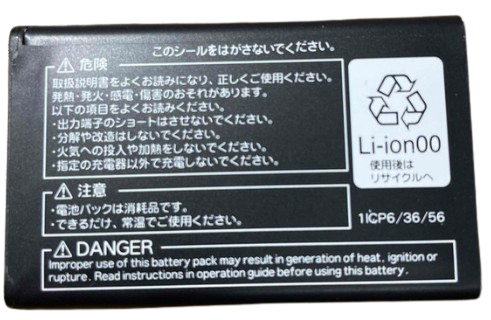 このシールをはがさないでください。
⚠危険
取扱説明書をよくお読みになり、正しくご使用ください。
発熱・発火・感電・傷害のおそれがあります。
以下の項目をよくお読みください。
・出力端子のショートはさせないでください。
・分解や改造はしないでください。
・火気への投入や加熱をしないでください。
・指定の充電器以外で充電しないでください。
Li-ion00
使用後は
リサイクルへ
⚠注意
・電池パックは消耗品です。
・できるだけ、常温でご使用ください。
1ICP6/36/56
⚠DANGER
Improper use of this battery pack may result in generation of heat, ignition or
rupture. Read instructions in operation guide before using this battery.